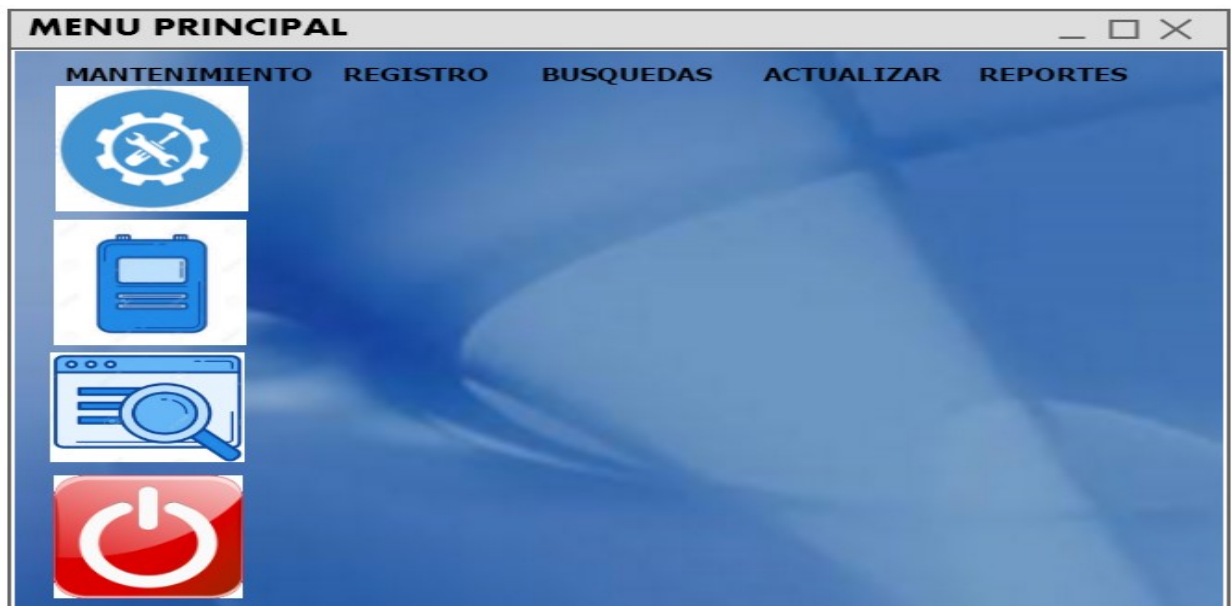 MENU PRINCIPAL
MANTENIMIENTO REGISTRO BUSQUEDAS ACTUALIZAR REPORTES